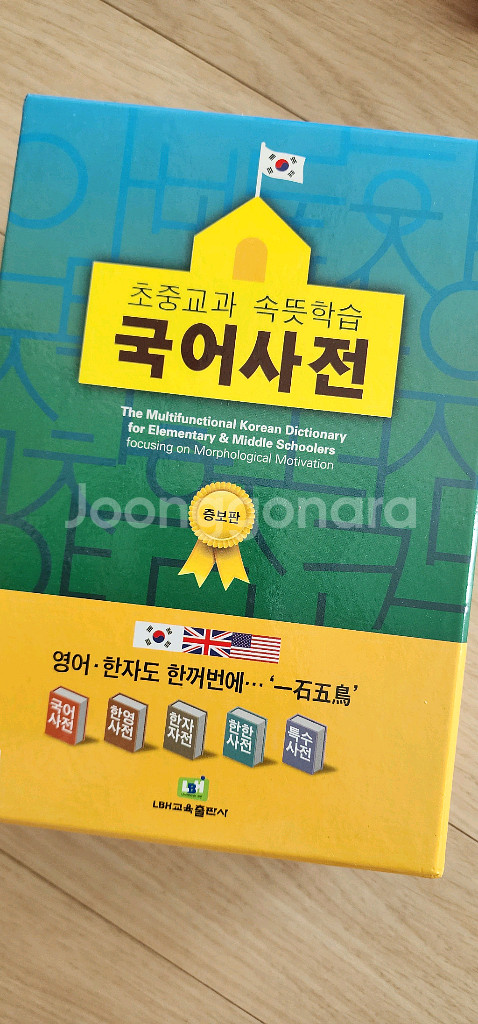 초중교과 속뜻학습
국어사전
The Multifunctional Korean Dictionary
for Elementary & Middle Schoolers
focusing on Morphological Motivation
Joonggonara
증보판
영어·한자도 한꺼번에… ‘一石五鳥’
국어사전
한영사전
한자자전
한한사전
특수사전
LBH
LBH교육출판사